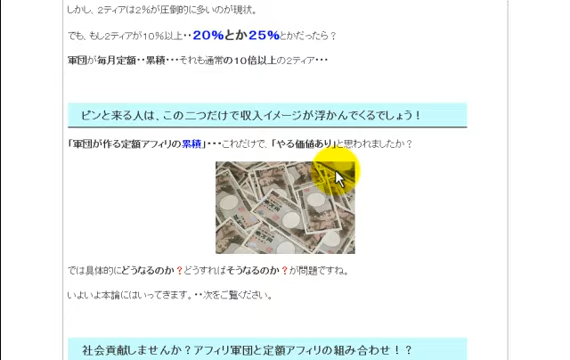 しかし、2ティアは2％が圧倒的に多いのが現状。
でも、もし2ティアが10％以上・・20%とか25%とかだったら？
軍団が毎月定額・・累積・・・それも通常の10倍以上の2ティア・・・
ピンと来る人は、この二つだけで収入イメージが浮かんでくるでしょう！
「軍団が作る定額アフィリの累積」・・・これだけで、「やる価値あり」と思われましたか？
では具体的にどうなるのか？どうすればそうなるのか？が問題ですね。
いよいよ本論にはいってきます。・・次をご覧ください。
社会貢献しませんか？アフィリ軍団と定額アフィリの組み合わせ！？